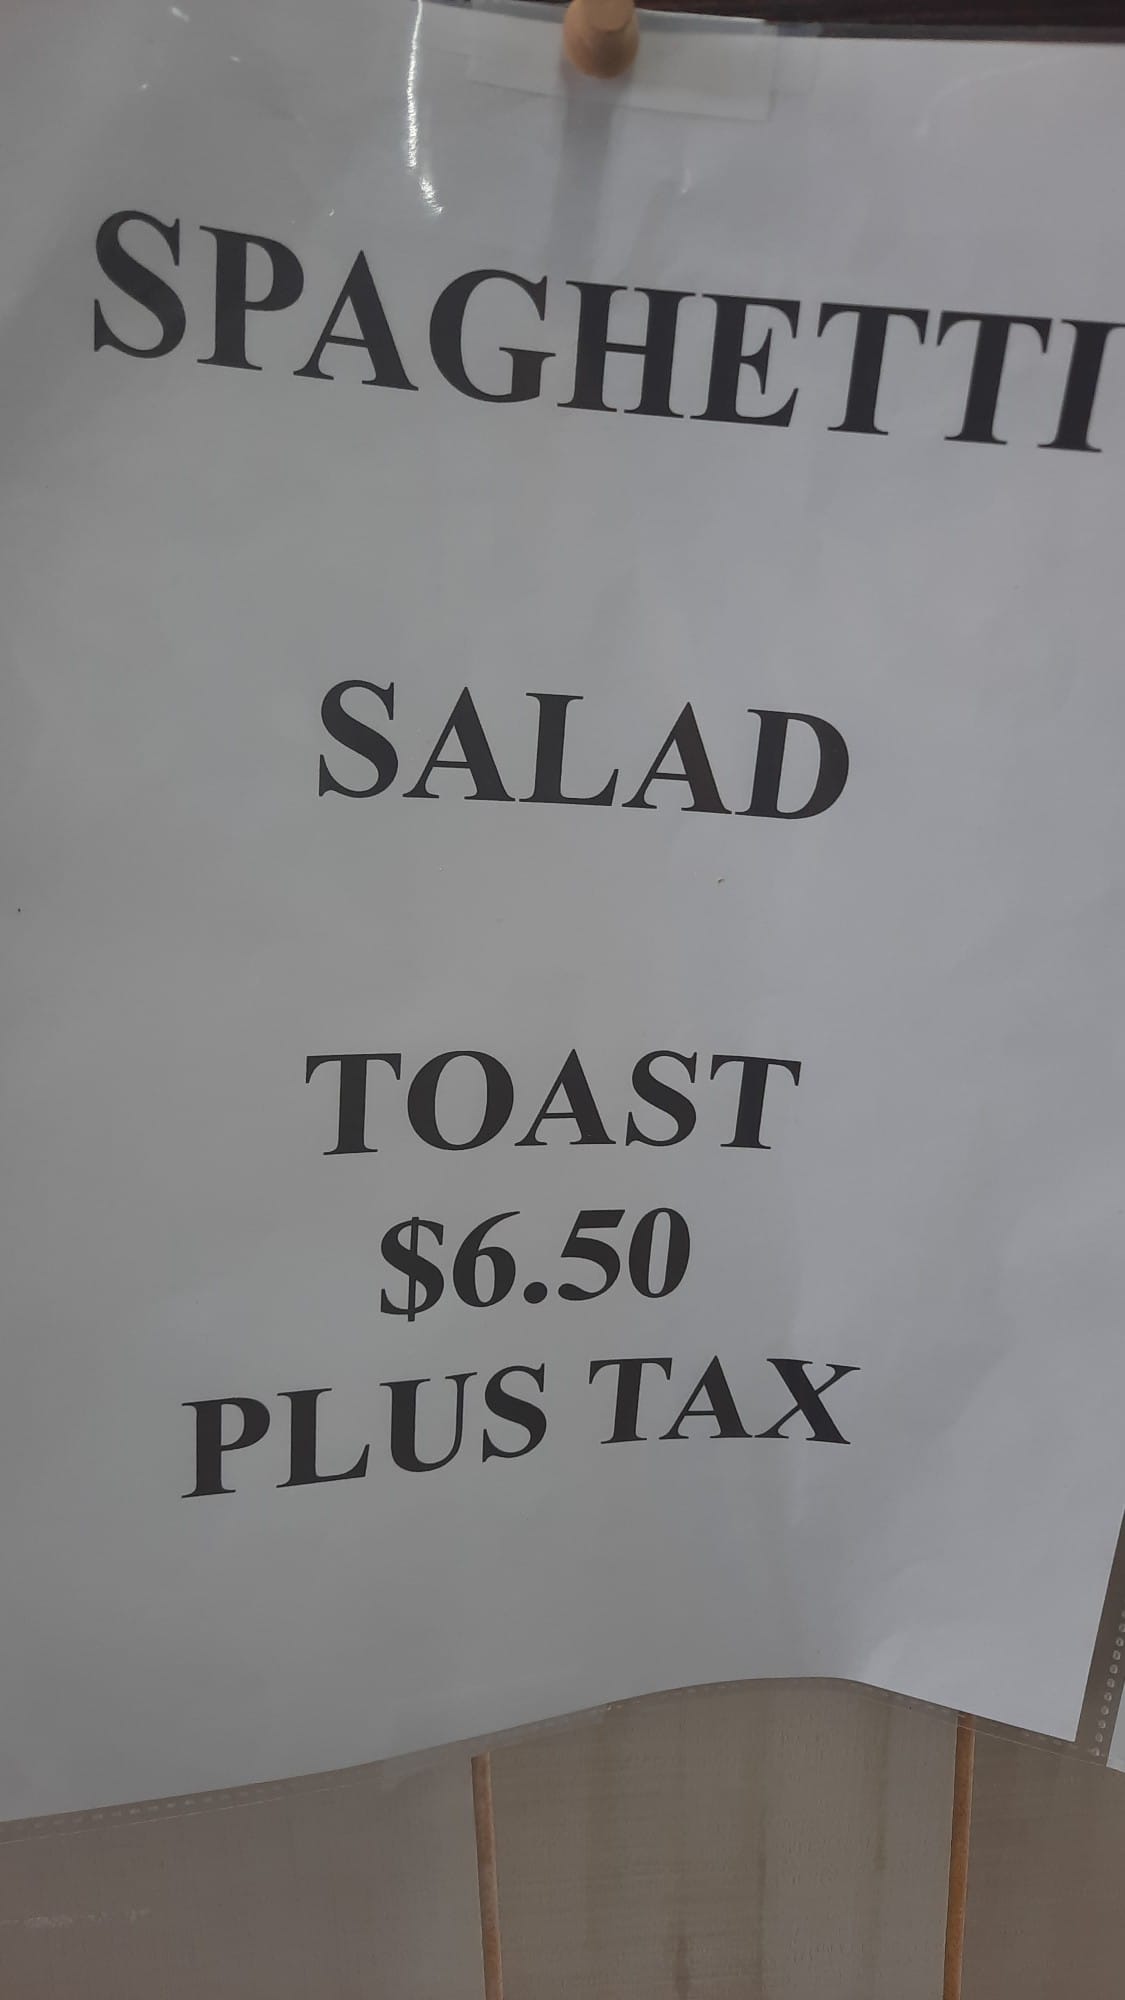 SPAGHETTI
SALAD
TOAST
$6.50
PLUS TAX